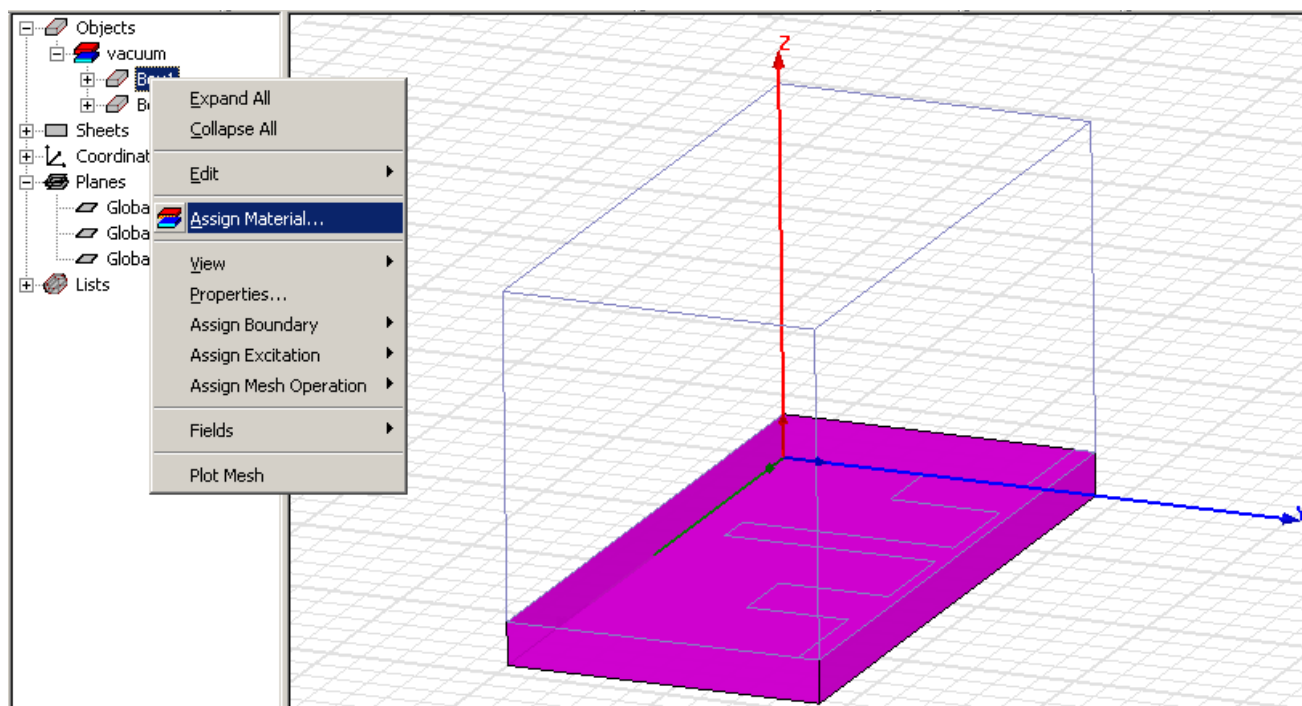 Objects
vacuum
Sheets
Coordinat
Planes
Globa
Globa
Globa
Lists
Expand All
Collapse All
Edit
Assign Material...
View
Properties...
Assign Boundary
Assign Excitation
Assign Mesh Operation
Fields
Plot Mesh
Z